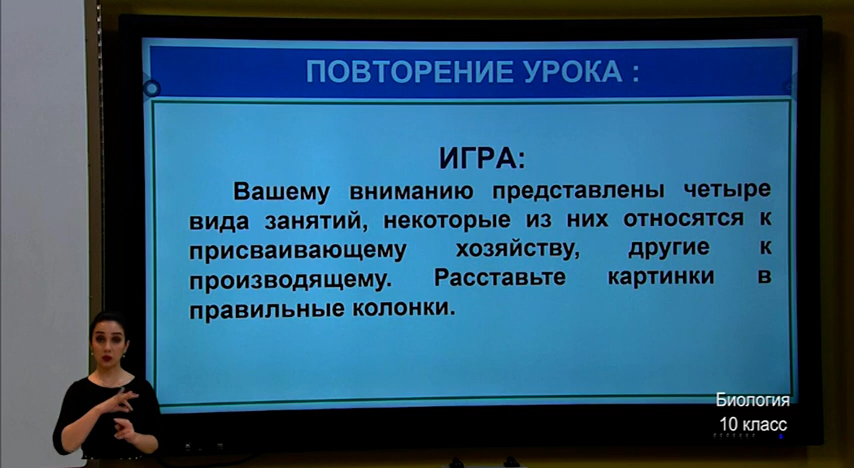 ПОВТОРЕНИЕ УРОКА :
ИГРА:
Вашему вниманию представлены четыре
вида занятий, некоторые из них относятся к
присваивающему хозяйству, другие к
производящему. Расставьте картинки в
правильные колонки.
Биология
10 класс